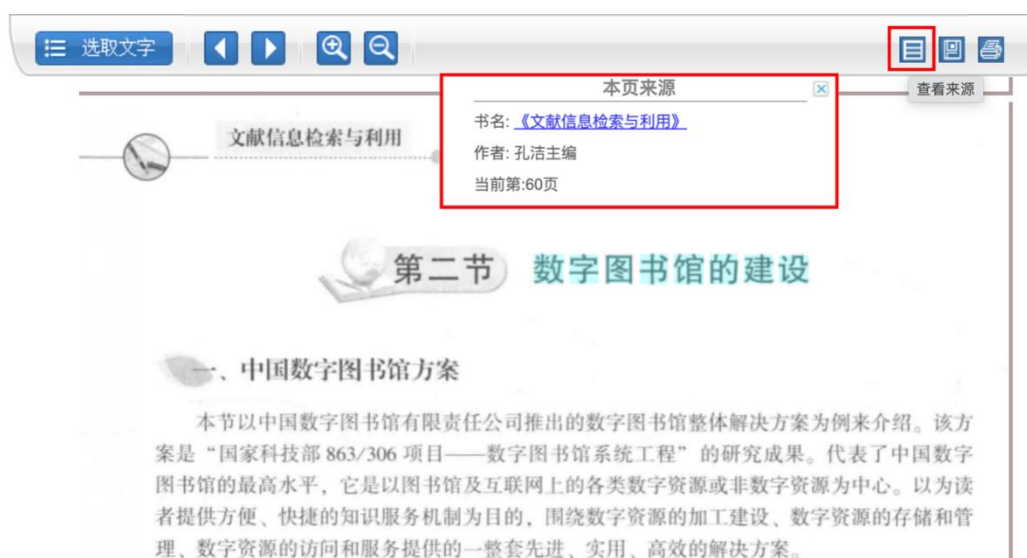 选取文字
本页来源
查看来源
书名:《文献信息检索与利用》
作者: 孔洁主编
当前第:60页
文献信息检索与利用
第二节 数字图书馆的建设
一、中国数字图书馆方案
本节以中国数字图书馆有限责任公司推出的数字图书馆整体解决方案为例来介绍。该方
案是“国家科技部 863/306 项目——数字图书馆系统工程”的研究成果。代表了中国数字
图书馆的最高水平，它是以图书馆及互联网上的各类数字资源或非数字资源为中心。以为读
者提供方便、快捷的知识服务机制为目的，围绕数字资源的加工建设、数字资源的存储和管
理、数字资源的访问和服务提供的一整套先进、实用、高效的解决方案。